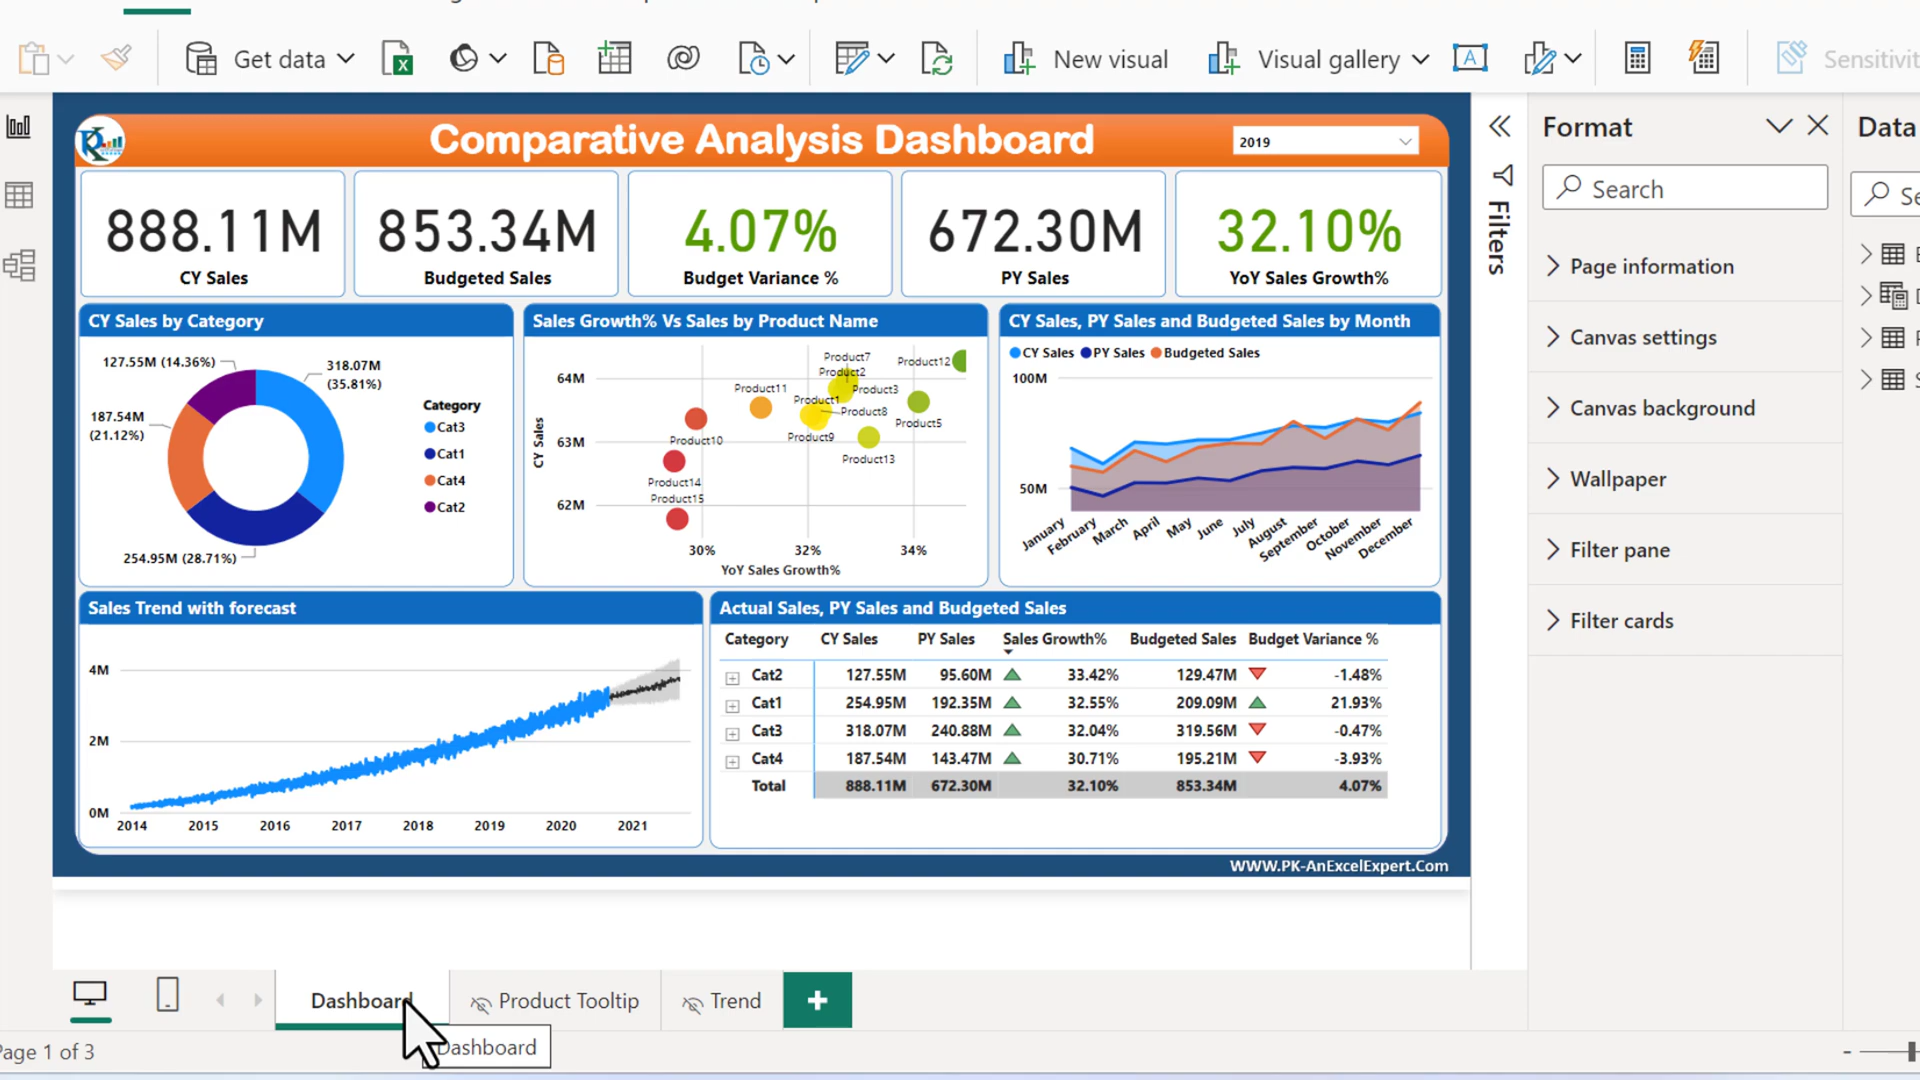 Get data
New visual
Visual gallery
Sensitivit
Comparative Analysis Dashboard
2019
888.11M
CY Sales
853.34M
Budgeted Sales
4.07%
Budget Variance %
672.30M
PY Sales
32.10%
YoY Sales Growth%
CY Sales by Category
127.55M (14.36%)
318.07M
(35.81%)
187.54M
(21.12%)
254.95M (28.71%)
Category
Cat3
Cat1
Cat4
Cat2
Sales Growth% Vs Sales by Product Name
CY Sales
64M
63M
62M
Product7
Product12
Product2
Product11
Product3
Product1
Product8
Product5
Product10
Product9
Product13
Product14
Product15
30% 32% 34%
YoY Sales Growth%
CY Sales, PY Sales and Budgeted Sales by Month
CY Sales PY Sales Budgeted Sales
100M
50M
January February March April May June July August September October November December
Sales Trend with forecast
4M
2M
0M
2014 2015 2016 2017 2018 2019 2020 2021
Actual Sales, PY Sales and Budgeted Sales
Category CY Sales PY Sales Sales Growth% Budgeted Sales Budget Variance %
Cat2 127.55M 95.60M 33.42% 129.47M -1.48%
Cat1 254.95M 192.35M 32.55% 209.09M 21.93%
Cat3 318.07M 240.88M 32.04% 319.56M -0.47%
Cat4 187.54M 143.47M 30.71% 195.21M -3.93%
Total 888.11M 672.30M 32.10% 853.34M 4.07%
WWW.PK-AnExcelExpert.Com
Filters
Format
Search
Page information
Canvas settings
Canvas background
Wallpaper
Filter pane
Filter cards
Data
Se
Dashboard
Product Tooltip
Trend
Dashboard
Page 1 of 3